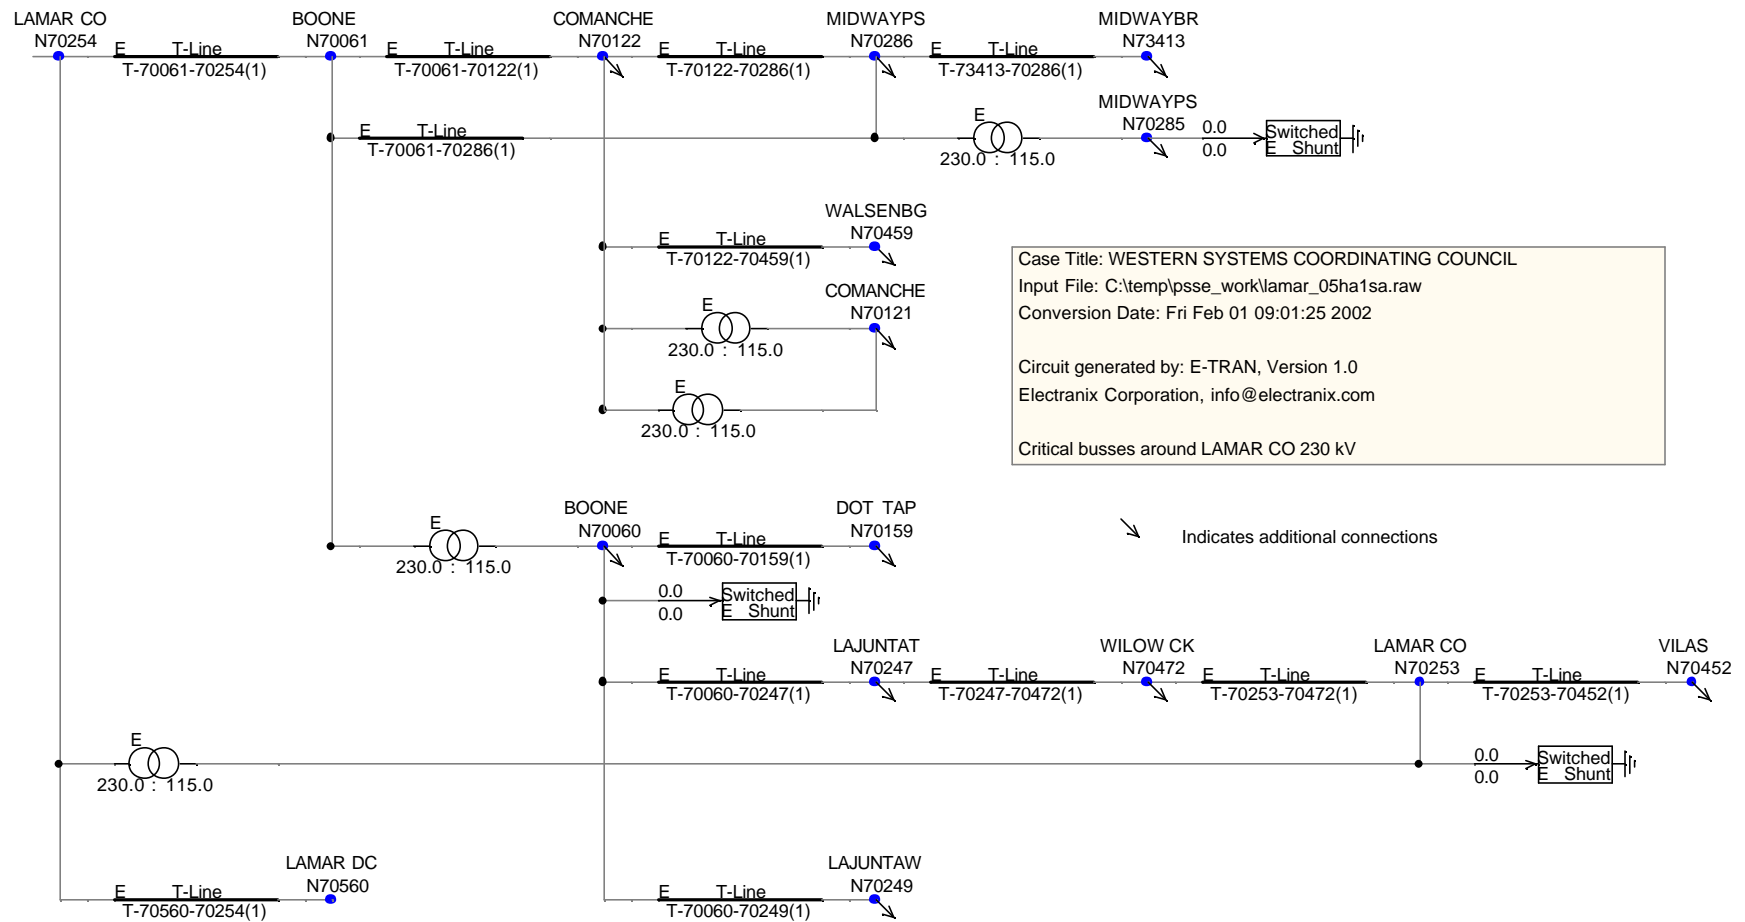 LAMAR CO
N70254
BOONE
N70061
COMANCHE
N70122
MIDWAYPS
N70286
MIDWAYBR
N73413
E T-Line
T-70061-70254(1)
E T-Line
T-70061-70122(1)
E T-Line
T-70122-70286(1)
E T-Line
T-73413-70286(1)
E T-Line
T-70061-70286(1)
E
230.0 : 115.0
MIDWAYPS
N70285
0.0
0.0
Switched
E Shunt
WALSENBG
N70459
E T-Line
T-70122-70459(1)
COMANCHE
N70121
E
230.0 : 115.0
E
230.0 : 115.0
Case Title: WESTERN SYSTEMS COORDINATING COUNCIL
Input File: C:\temp\psse_work\lamar_05ha1sa.raw
Conversion Date: Fri Feb 01 09:01:25 2002
Circuit generated by: E-TRAN, Version 1.0
Electranix Corporation, info@electranix.com
Critical busses around LAMAR CO 230 kV
Indicates additional connections
E
230.0 : 115.0
BOONE
N70060
E T-Line
T-70060-70159(1)
DOT TAP
N70159
0.0
0.0
Switched
E Shunt
LAJUNTAT
N70247
WILOW CK
N70472
LAMAR CO
N70253
VILAS
N70452
E T-Line
T-70060-70247(1)
E T-Line
T-70247-70472(1)
E T-Line
T-70253-70472(1)
E T-Line
T-70253-70452(1)
E
230.0 : 115.0
0.0
0.0
Switched
E Shunt
LAMAR DC
N70560
E T-Line
T-70560-70254(1)
LAJUNTAW
N70249
E T-Line
T-70060-70249(1)